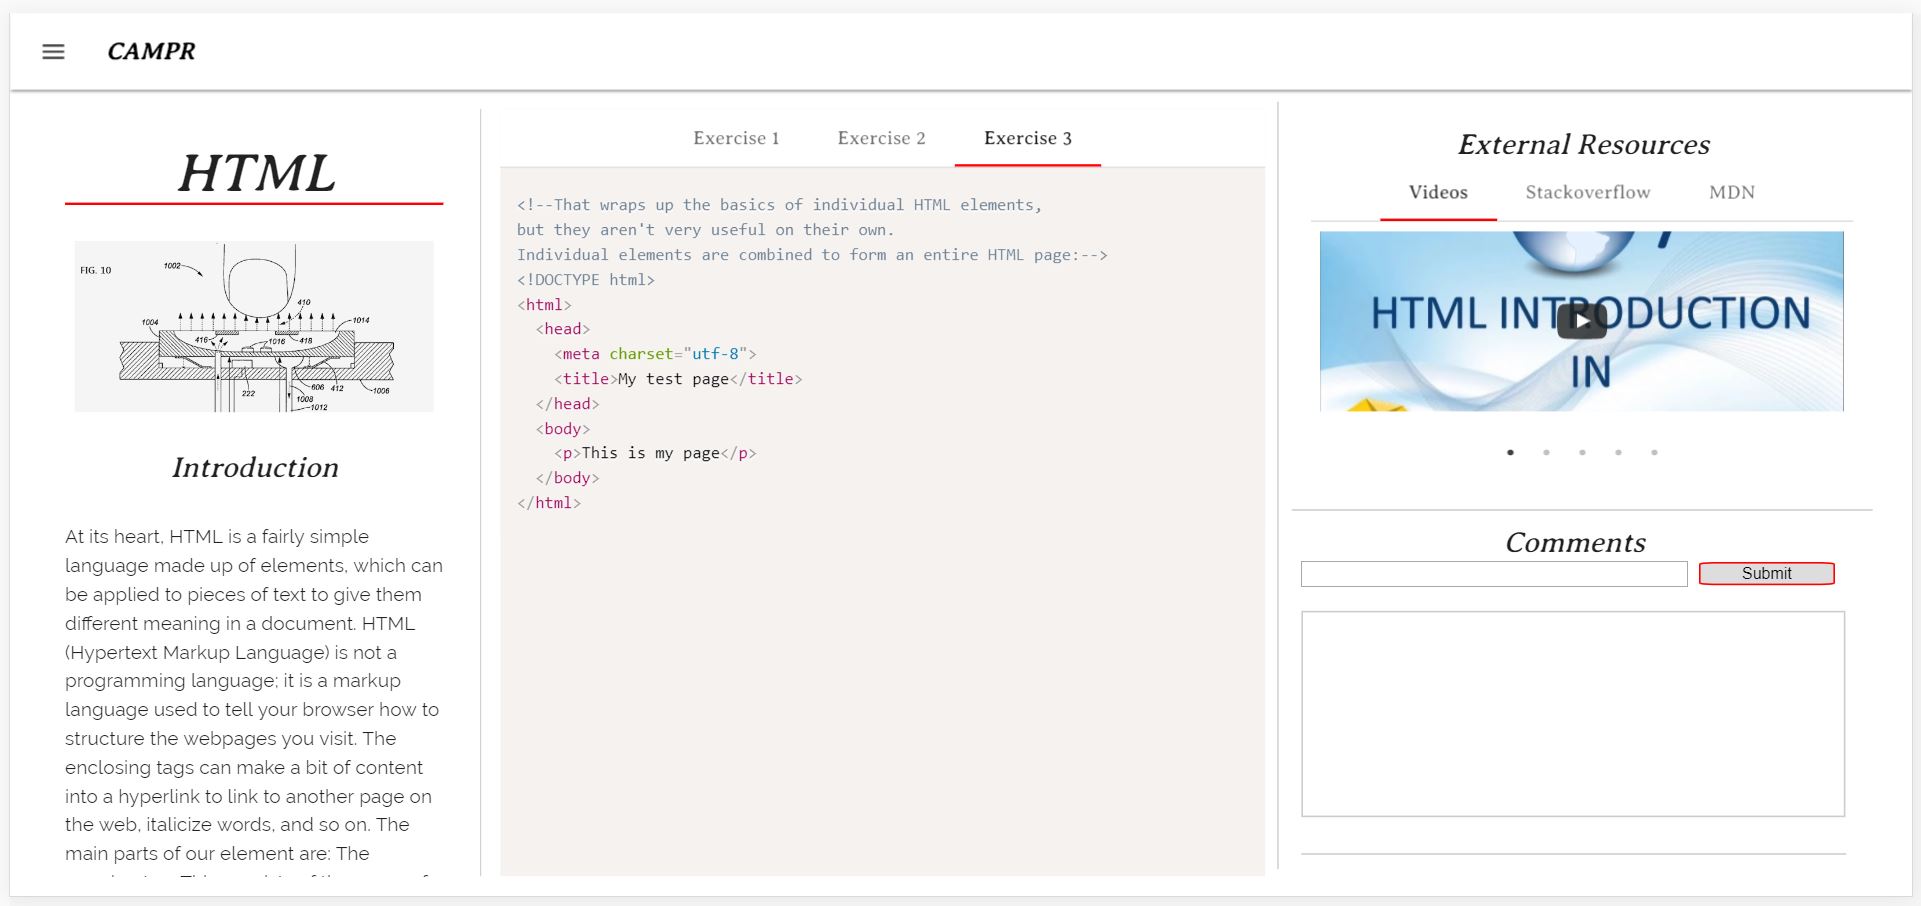 CAMPR
HTML
FIG. 10
1002
410
1004
1014
416
1016
418
222
606
412
1006
1008
1012
Introduction
At its heart, HTML is a fairly simple
language made up of elements, which can
be applied to pieces of text to give them
different meaning in a document. HTML
(Hypertext Markup Language) is not a
programming language; it is a markup
language used to tell your browser how to
structure the webpages you visit. The
enclosing tags can make a bit of content
into a hyperlink to link to another page on
the web, italicize words, and so on. The
main parts of our element are: The
Exercise 1 Exercise 2 Exercise 3
<!--That wraps up the basics of individual HTML elements,
but they aren't very useful on their own.
Individual elements are combined to form an entire HTML page:-->
<!DOCTYPE html>
<html>
  <head>
    <meta charset="utf-8">
    <title>My test page</title>
  </head>
  <body>
    <p>This is my page</p>
  </body>
</html>
External Resources
Videos Stackoverflow MDN
HTML INTRODUCTION
IN
Comments
Submit